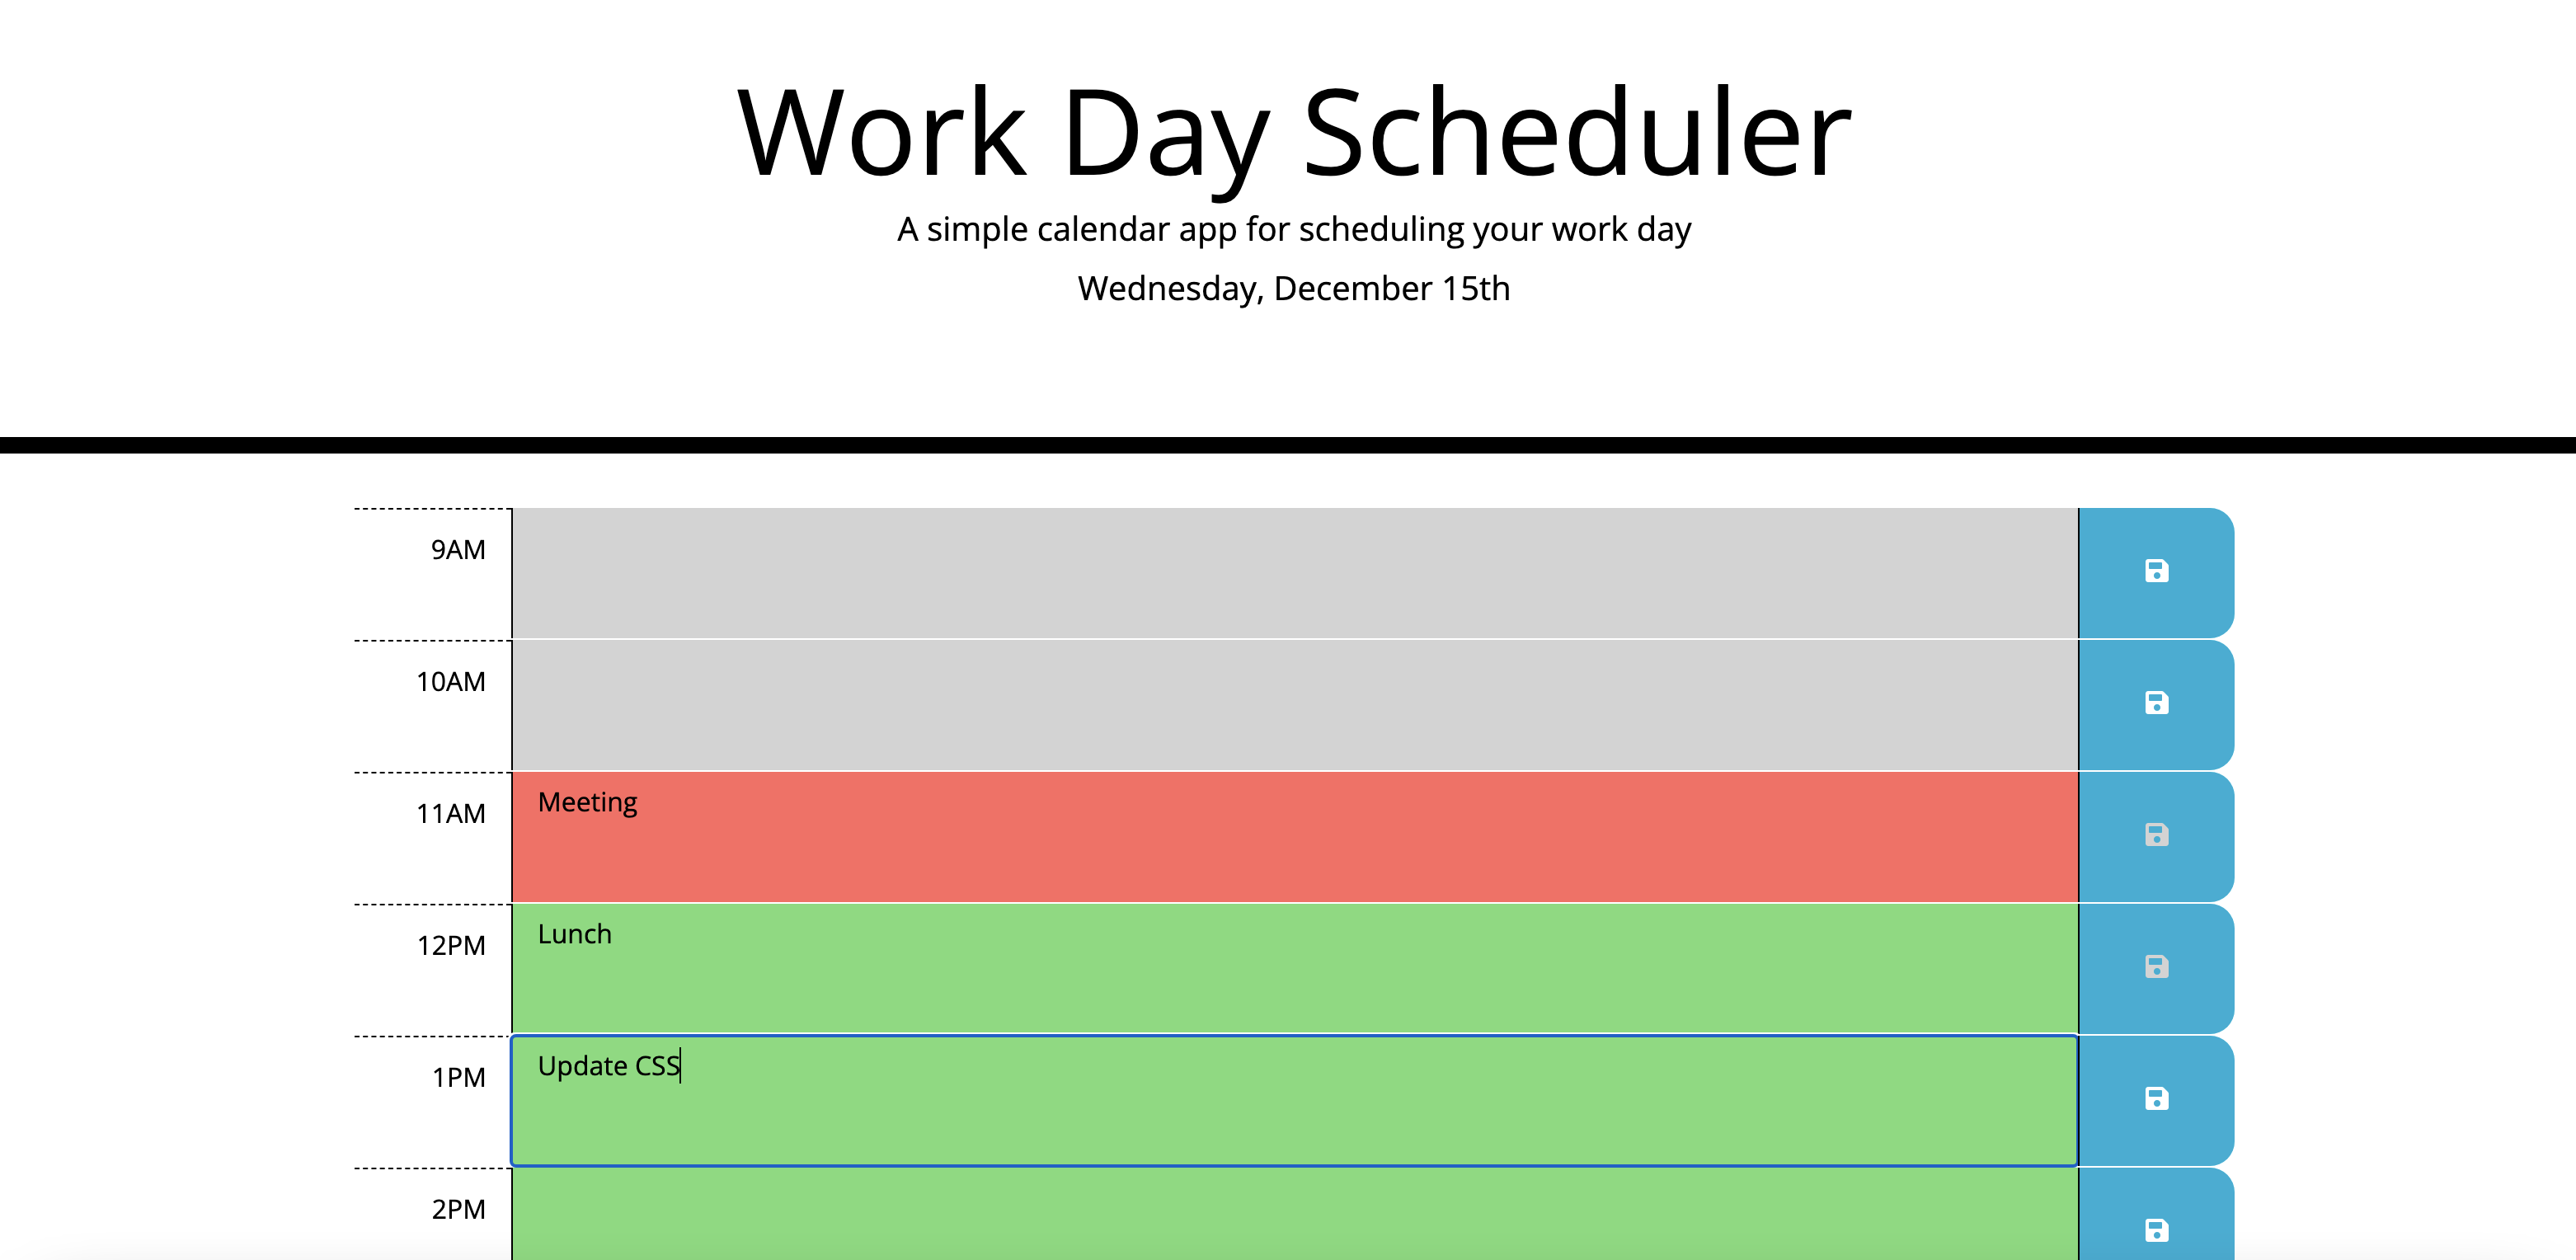 Work Day Scheduler
A simple calendar app for scheduling your work day
Wednesday, December 15th
9AM
10AM
11AM
Meeting
12PM
Lunch
1PM
Update CSS
2PM